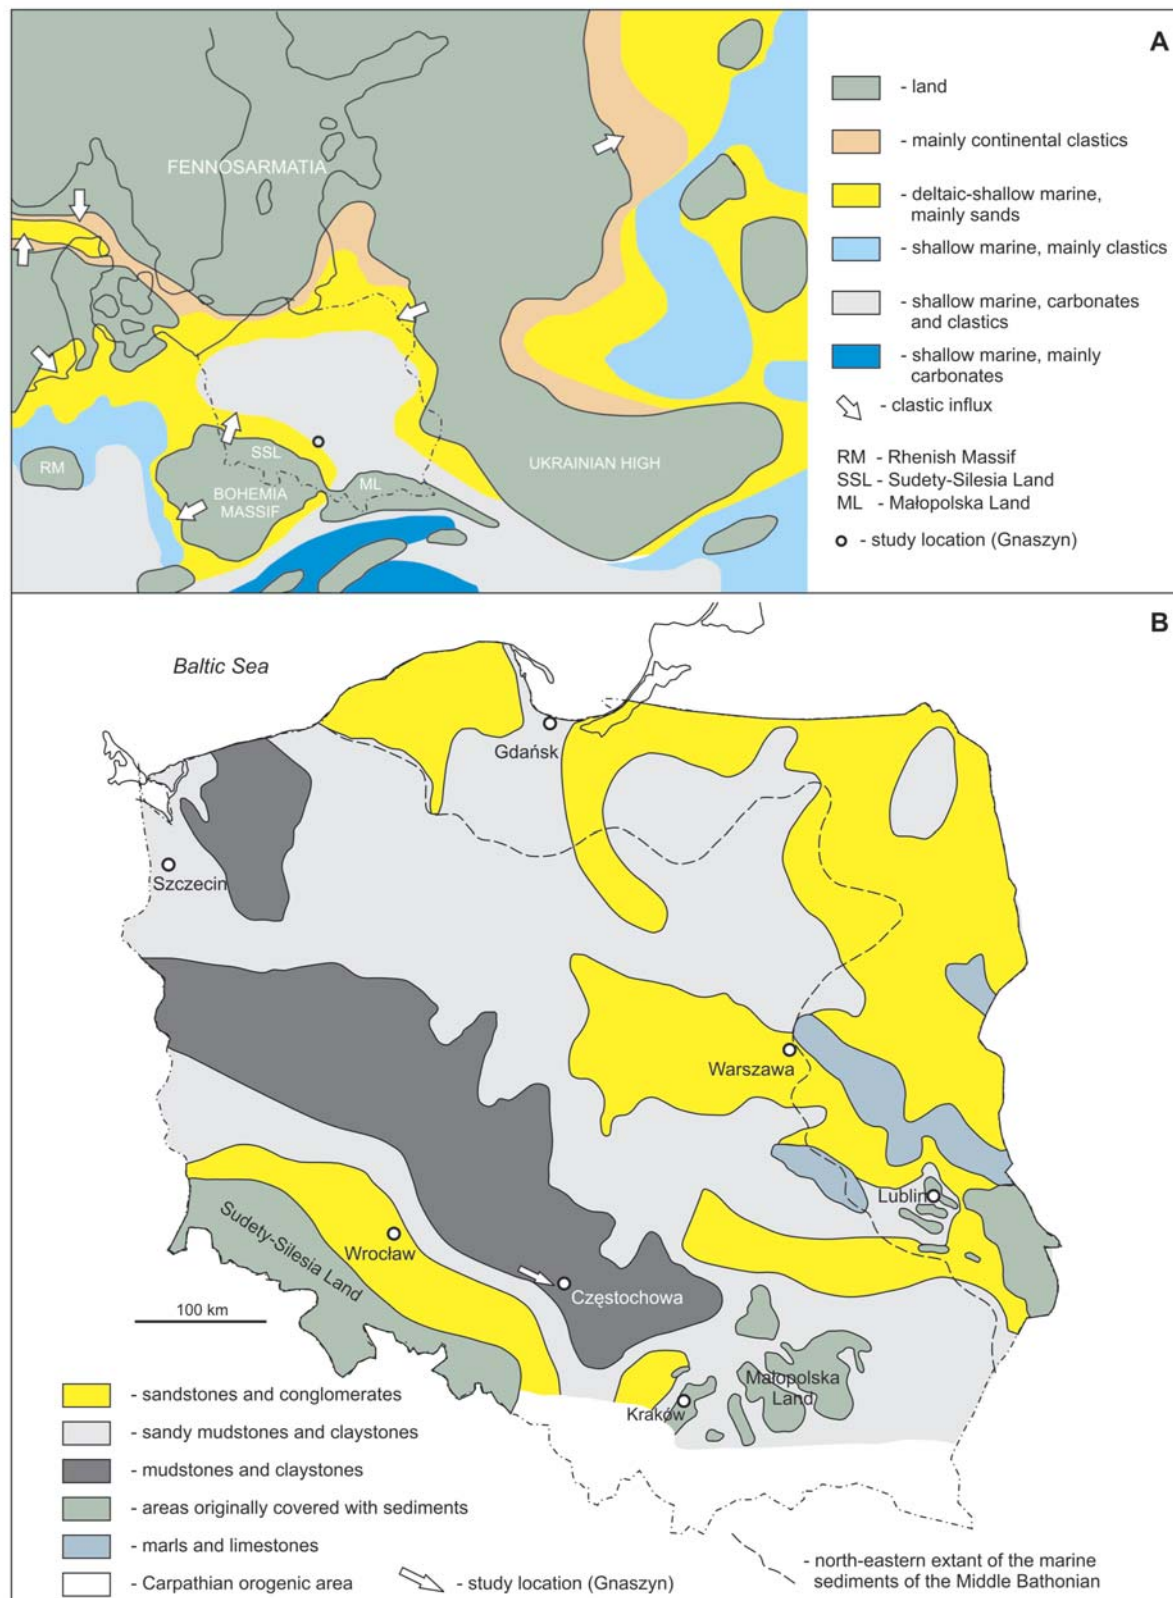 A
FENNOSARMATIA
RM
SSL
BOHEMIA
MASSIF
ML
UKRAINIAN HIGH
- land
- mainly continental clastics
- deltaic-shallow marine,
mainly sands
- shallow marine, mainly clastics
- shallow marine, carbonates
and clastics
- shallow marine, mainly
carbonates
- clastic influx
RM - Rhenish Massif
SSL - Sudety-Silesia Land
ML - Małopolska Land
- study location (Gnaszyn)
B
Baltic Sea
Gdańsk
Szczecin
Warszawa
Lublin
Sudety-Silesia Land
Wrocław
Częstochowa
100 km
Małopolska
Land
Kraków
- sandstones and conglomerates
- sandy mudstones and claystones
- mudstones and claystones
- areas originally covered with sediments
- marls and limestones
- Carpathian orogenic area
- study location (Gnaszyn)
- north-eastern extant of the marine
sediments of the Middle Bathonian